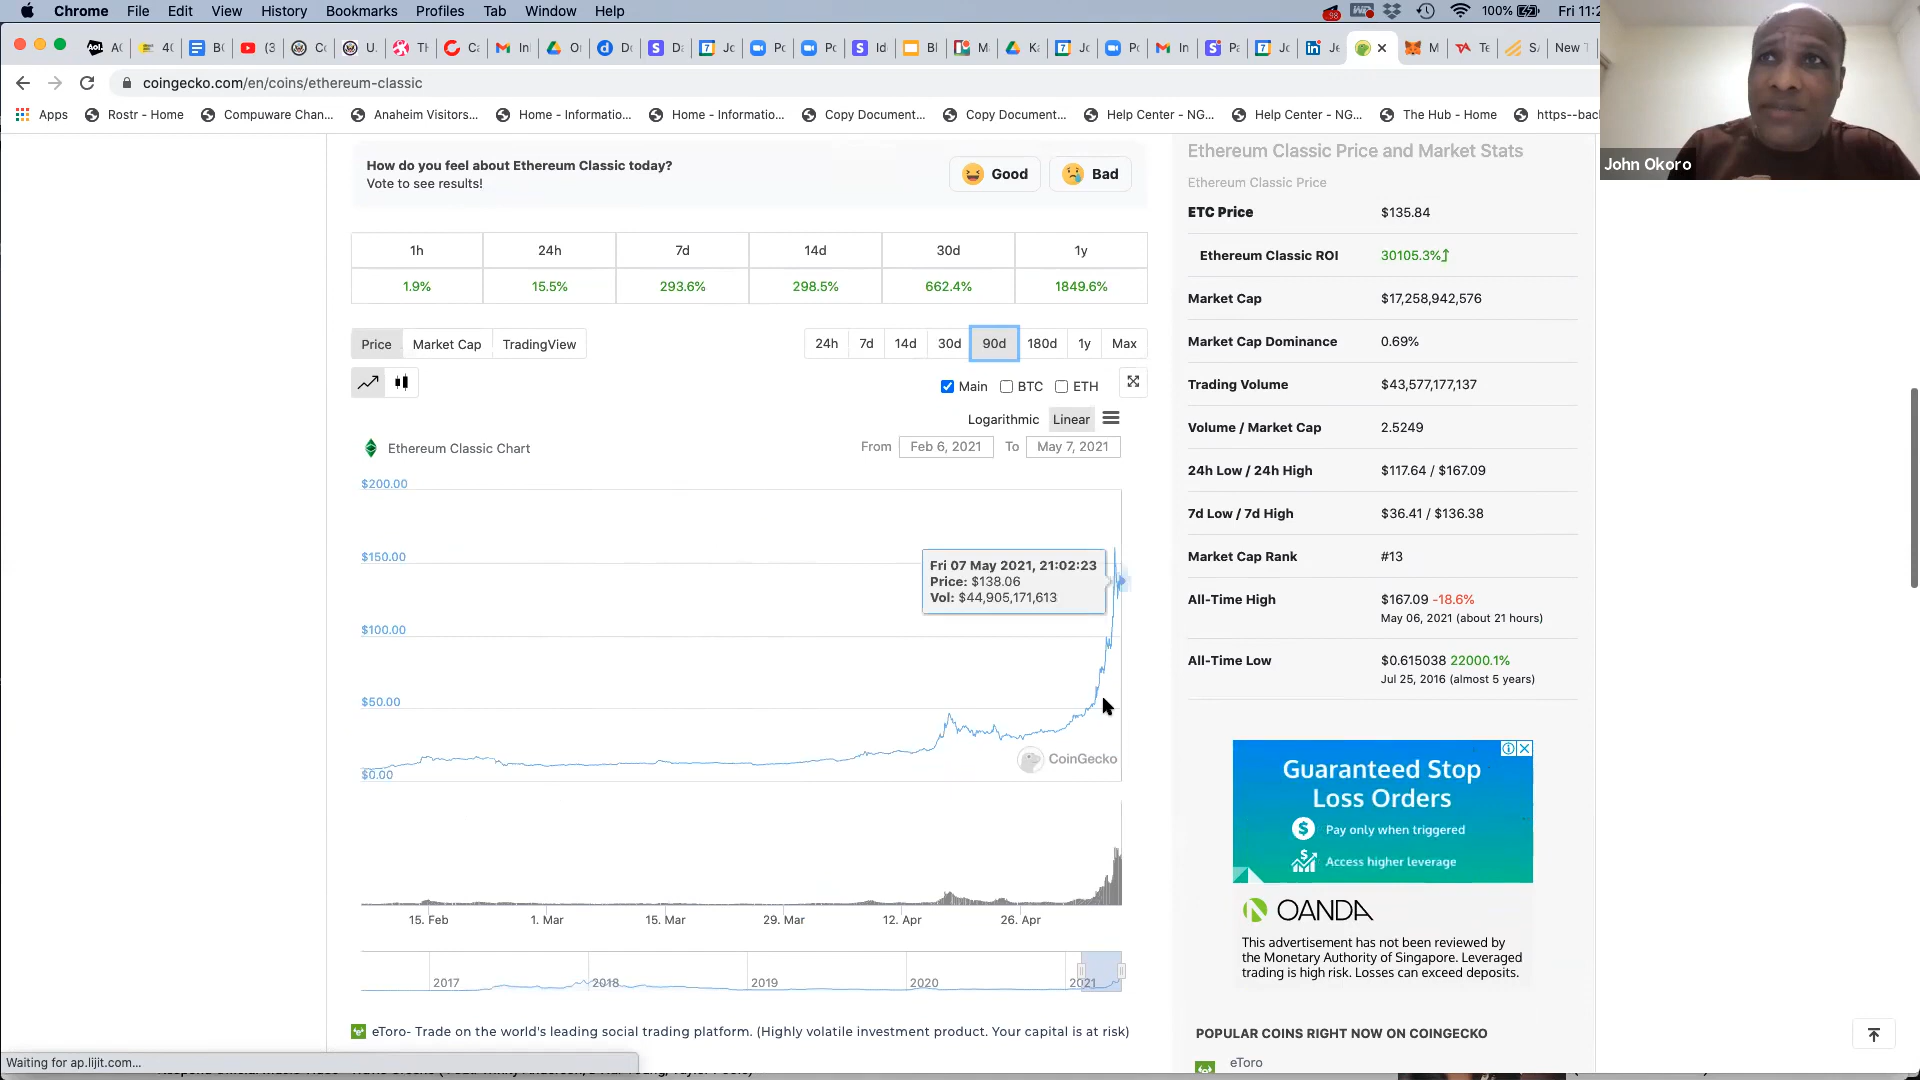 Chrome File Edit View History Bookmarks Profiles Tab Window Help 98 100% Fri 11:2
coingecko.com/en/coins/ethereum-classic
Apps Rostr - Home Compuware Chan... Anaheim Visitors... Home - Informatio... Home - Informatio... Copy Document... Copy Document... Help Center - NG... Help Center - NG... The Hub - Home https--bac
John Okoro
How do you feel about Ethereum Classic today?
Vote to see results!
Good Bad
1h 24h 7d 14d 30d 1y
1.9% 15.5% 293.6% 298.5% 662.4% 1849.6%
Price Market Cap TradingView
24h 7d 14d 30d 90d 180d 1y Max
Main BTC ETH
Logarithmic Linear
Ethereum Classic Chart
From Feb 6, 2021 To May 7, 2021
$200.00
$150.00
$100.00
$50.00
$0.00
Fri 07 May 2021, 21:02:23
Price: $138.06
Vol: $44,905,171,613
CoinGecko
15. Feb 1. Mar 15. Mar 29. Mar 12. Apr 26. Apr
2017 2018 2019 2020 2021
eToro- Trade on the world's leading social trading platform. (Highly volatile investment product. Your capital is at risk)
Waiting for ap.lijit.com...
Ethereum Classic Price and Market Stats
Ethereum Classic Price
ETC Price $135.84
Ethereum Classic ROI 30105.3%
Market Cap $17,258,942,576
Market Cap Dominance 0.69%
Trading Volume $43,577,177,137
Volume / Market Cap 2.5249
24h Low / 24h High $117.64 / $167.09
7d Low / 7d High $36.41 / $136.38
Market Cap Rank #13
All-Time High $167.09 -18.6%
May 06, 2021 (about 21 hours)
All-Time Low $0.615038 22000.1%
Jul 25, 2016 (almost 5 years)
Guaranteed Stop
Loss Orders
Pay only when triggered
Access higher leverage
OANDA
This advertisement has not been reviewed by
the Monetary Authority of Singapore. Leveraged
trading is high risk. Losses can exceed deposits.
POPULAR COINS RIGHT NOW ON COINGECKO
eToro